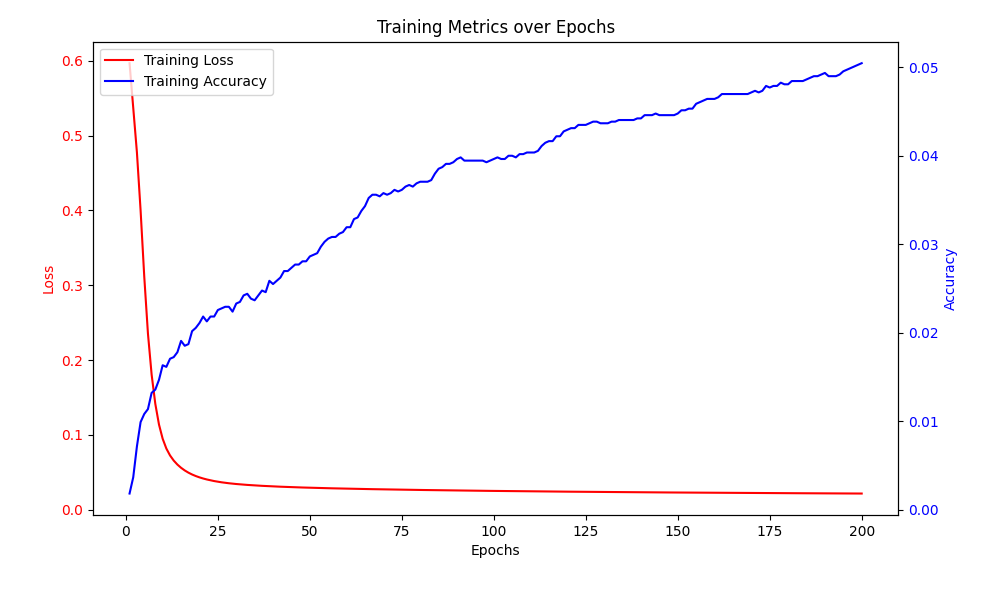 Training Metrics over Epochs
Training Loss
Training Accuracy
0.6
0.5
0.4
0.3
0.2
0.1
0.0
Loss
0.05
0.04
0.03
0.02
0.01
0.00
Accuracy
0 25 50 75 100 125 150 175 200
Epochs